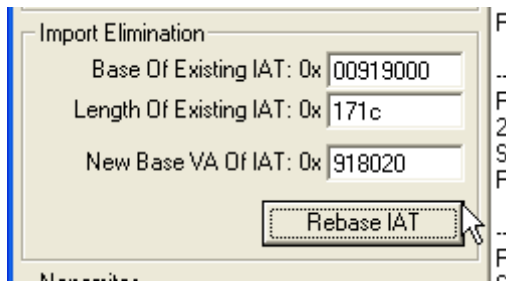 Import Elimination
Base Of Existing IAT: 0x 00919000
Length Of Existing IAT: 0x 171c
New Base VA Of IAT: 0x 918020
Rebase IAT